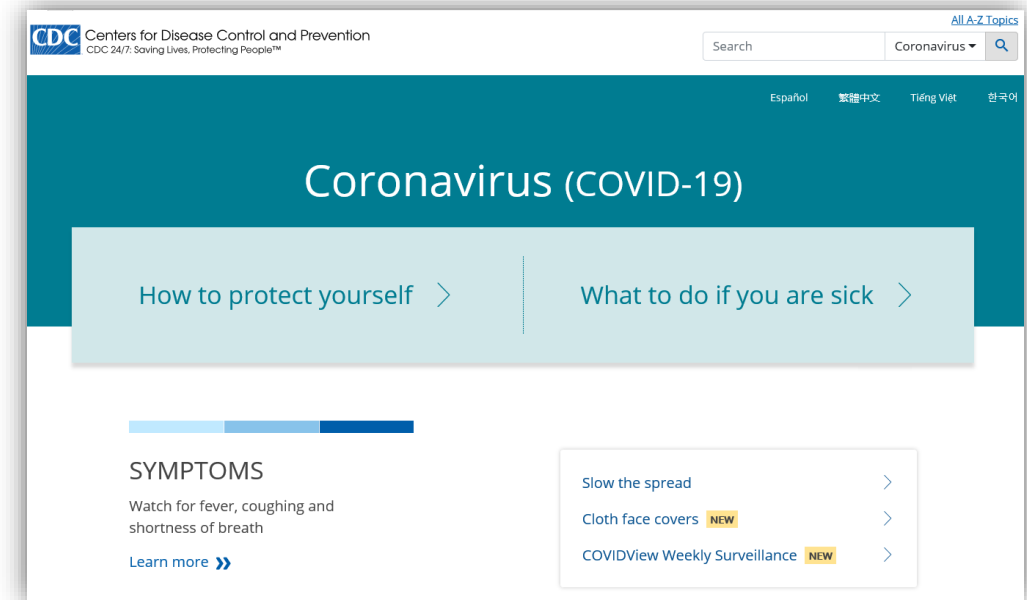 All A-Z Topics
CDC Centers for Disease Control and Prevention
CDC 24/7: Saving Lives, Protecting People™
Search Coronavirus
Español 繁體中文 Tiếng Việt 한국어
Coronavirus (COVID-19)
How to protect yourself What to do if you are sick
SYMPTOMS
Watch for fever, coughing and
shortness of breath
Learn more
Slow the spread
Cloth face covers NEW
COVIDView Weekly Surveillance NEW